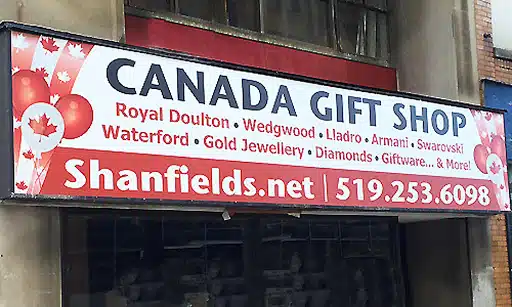 CANADA GIFT SHOP
Royal Doulton • Wedgwood • Lladro • Armani • Swarovski
Waterford • Gold Jewellery • Diamonds • Giftware... & More!
Shanfields.net | 519.253.6098